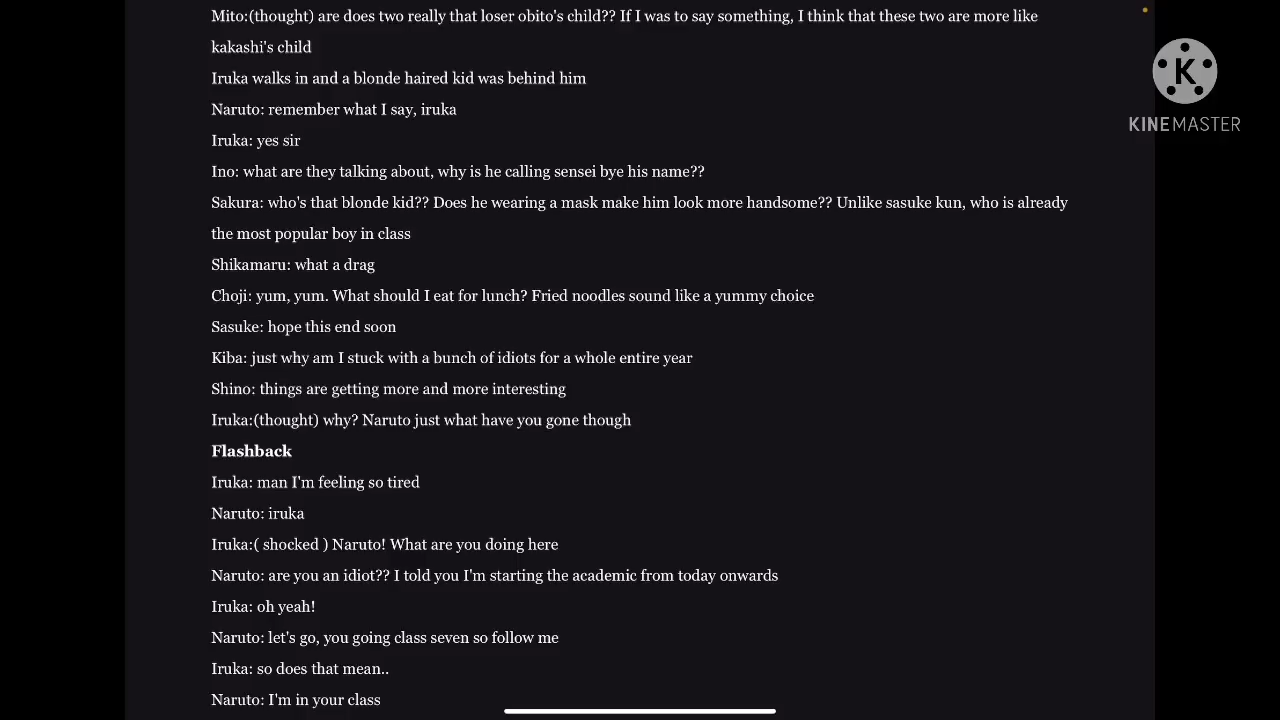 Mito:(thought) are does two really that loser obito's child?? If I was to say something, I think that these two are more like
kakashi's child
Iruka walks in and a blonde haired kid was behind him
Naruto: remember what I say, iruka
Iruka: yes sir
Ino: what are they talking about, why is he calling sensei bye his name??
Sakura: who's that blonde kid?? Does he wearing a mask make him look more handsome?? Unlike sasuke kun, who is already
the most popular boy in class
Shikamaru: what a drag
Choji: yum, yum. What should I eat for lunch? Fried noodles sound like a yummy choice
Sasuke: hope this end soon
Kiba: just why am I stuck with a bunch of idiots for a whole entire year
Shino: things are getting more and more interesting
Iruka:(thought) why? Naruto just what have you gone though
Flashback
Iruka: man I'm feeling so tired
Naruto: iruka
Iruka:( shocked ) Naruto! What are you doing here
Naruto: are you an idiot?? I told you I'm starting the academic from today onwards
Iruka: oh yeah!
Naruto: let's go, you going class seven so follow me
Iruka: so does that mean..
Naruto: I'm in your class
K
KINEMASTER